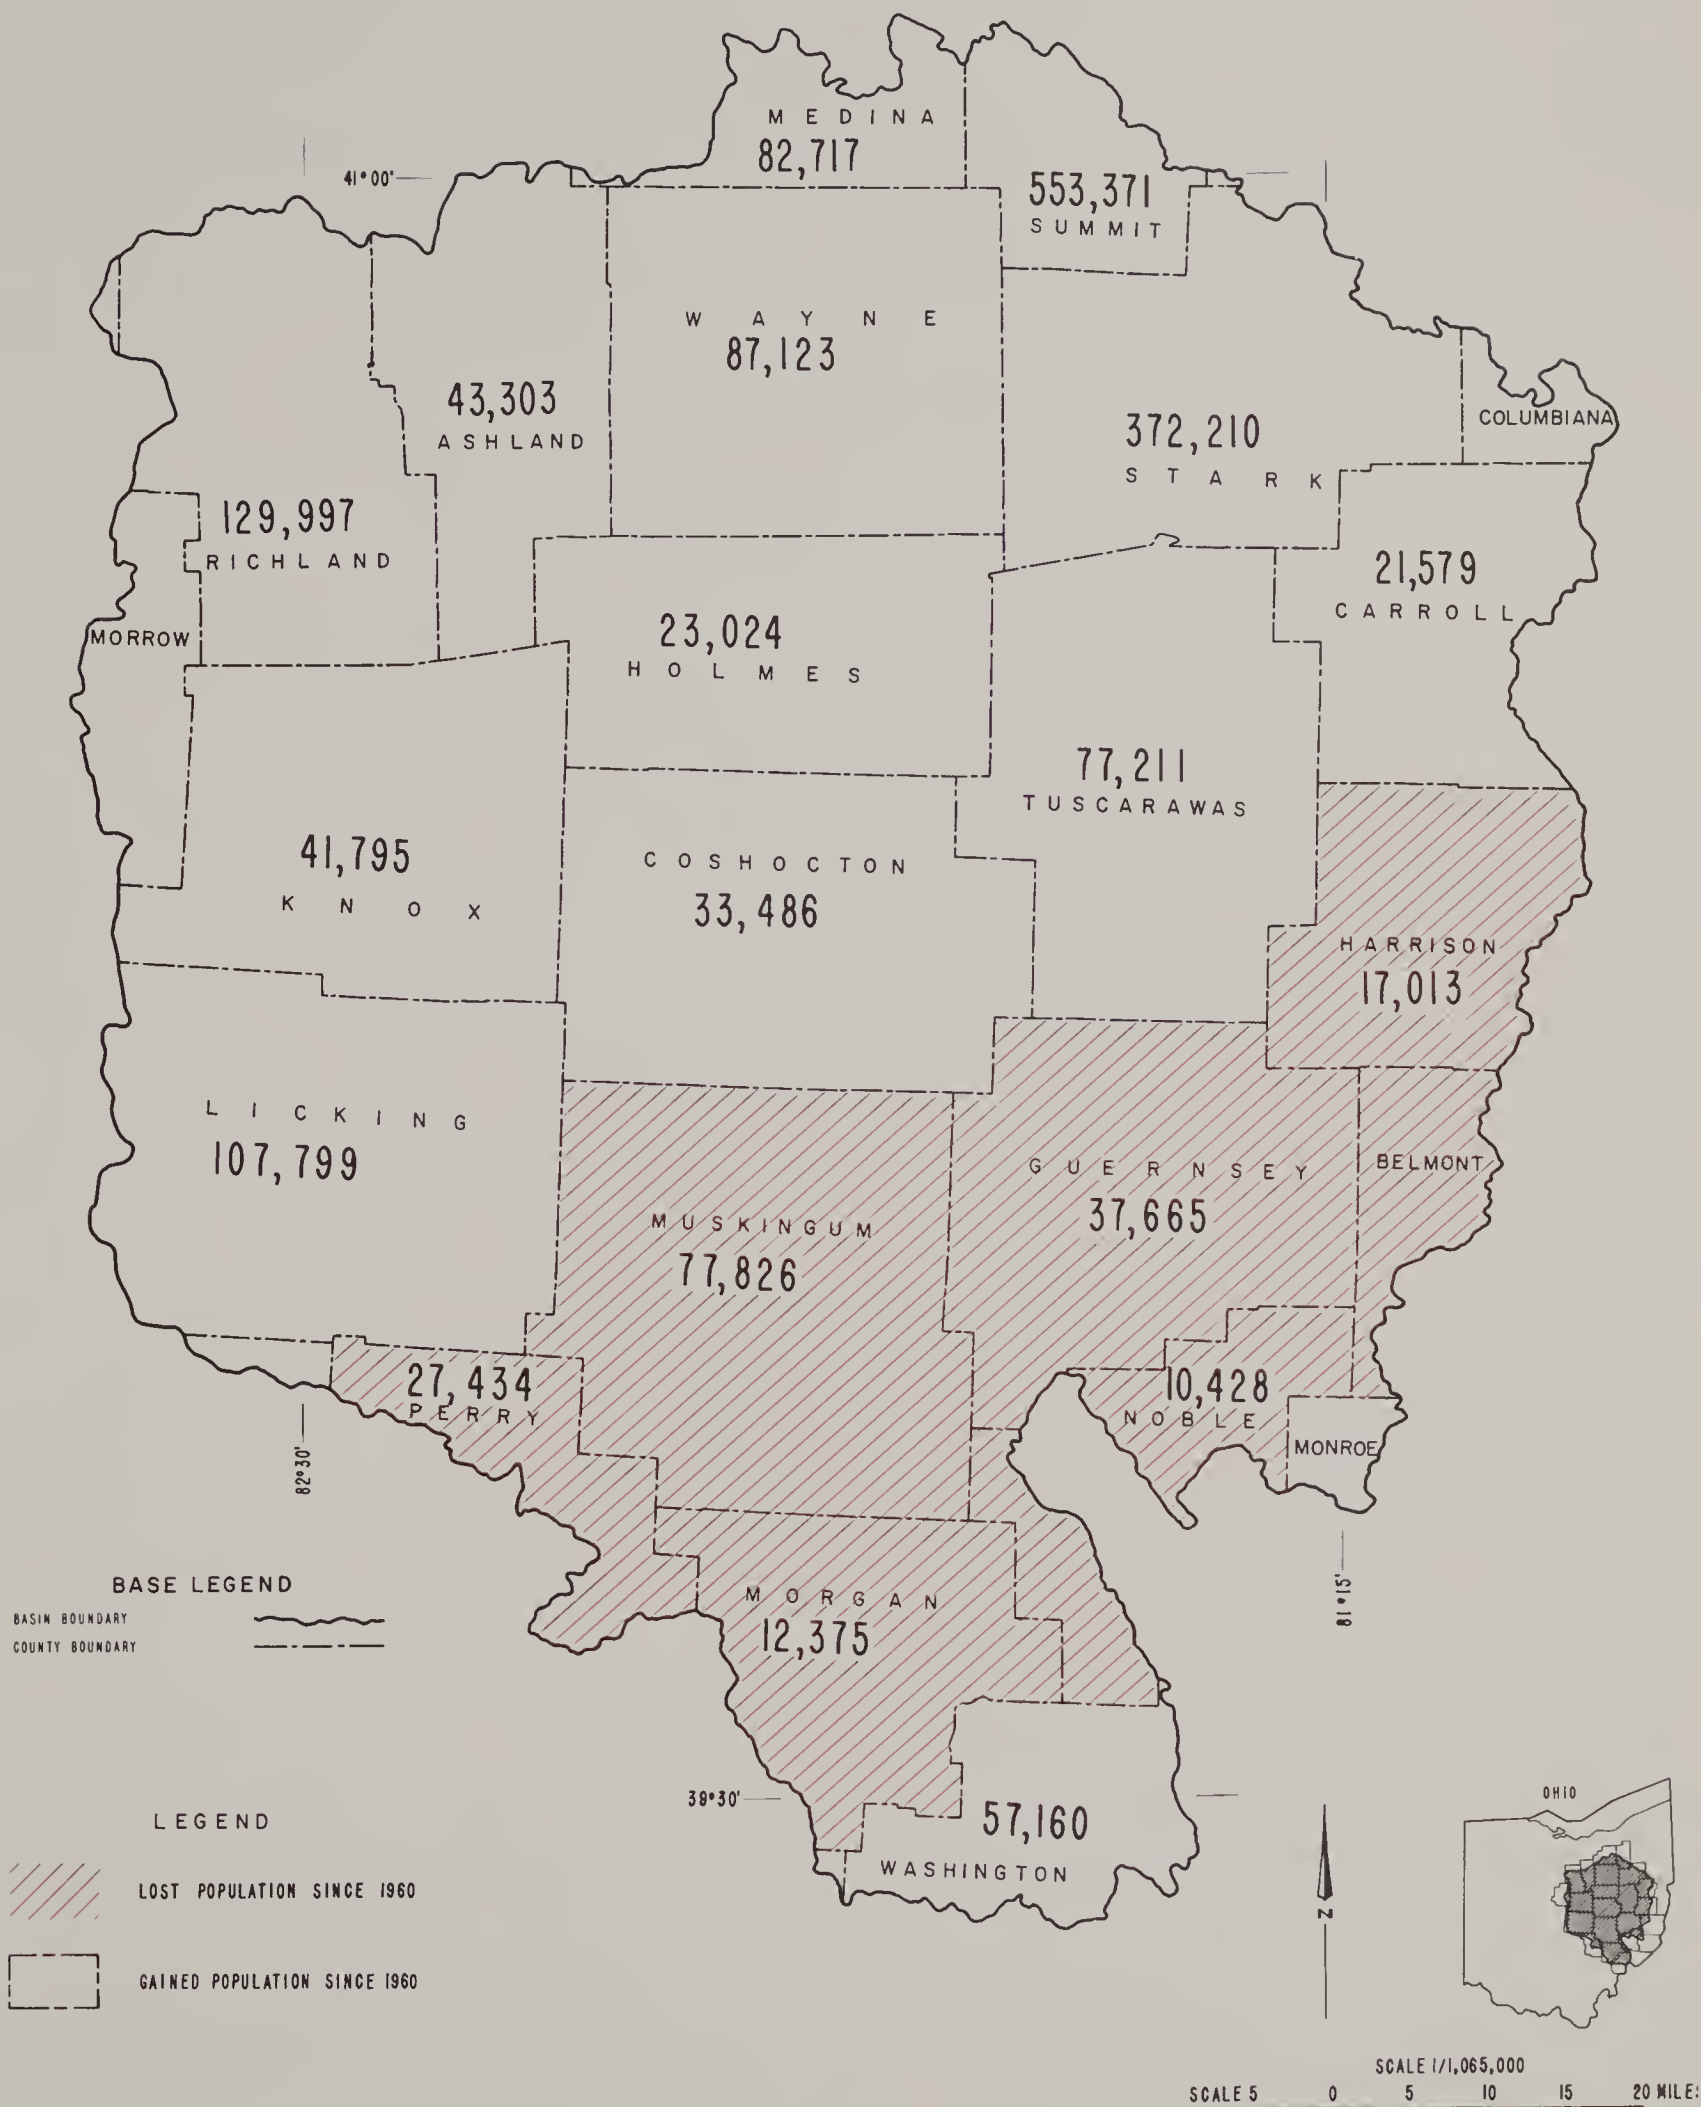 MEDINA
82,717
41°00'
553,371
SUMMIT
WAYNE
87,123
43,303
ASHLAND
372,210
STARK
COLUMBIANA
129,997
RICHLAND
21,579
CARROLL
23,024
HOLMES
MORROW
77,211
TUSCARAWAS
41,795
KNOX
COSHOCTON
33,486
HARRISON
17,013
LICKING
107,799
GUERNSEY
37,665
BELMONT
MUSKINGUM
77,826
27,434
PERRY
10,428
NOBLE
MONROE
82°30'
BASE LEGEND
BASIN BOUNDARY
COUNTY BOUNDARY
MORGAN
12,375
81°15'
39°30'
57,160
WASHINGTON
LEGEND
LOST POPULATION SINCE 1960
GAINED POPULATION SINCE 1960
N
OHIO
SCALE 1/1,065,000
SCALE 5 0 5 10 15 20 MILES